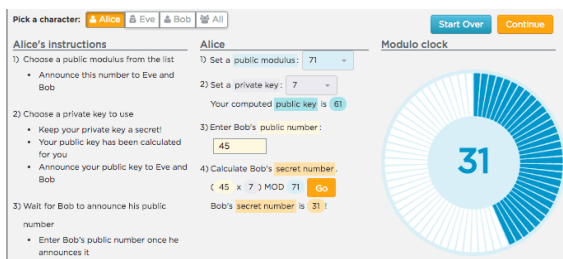 Pick a character: Alice Eve Bob All
Start Over Continue
Alice's instructions
1) Choose a public modulus from the list
• Announce this number to Eve and
Bob
2) Choose a private key to use
• Keep your private key a secret!
• Your public key has been calculated
for you
• Announce your public key to Eve and
Bob
3) Wait for Bob to announce his public
number
• Enter Bob's public number once he
announces it
Alice
1) Set a public modulus: 71
2) Set a private key: 7
Your computed public key is 61
3) Enter Bob's public number:
45
4) Calculate Bob's secret number.
( 45 x 7 ) MOD 71 Go
Bob's secret number is 31 !
Modulo clock
31